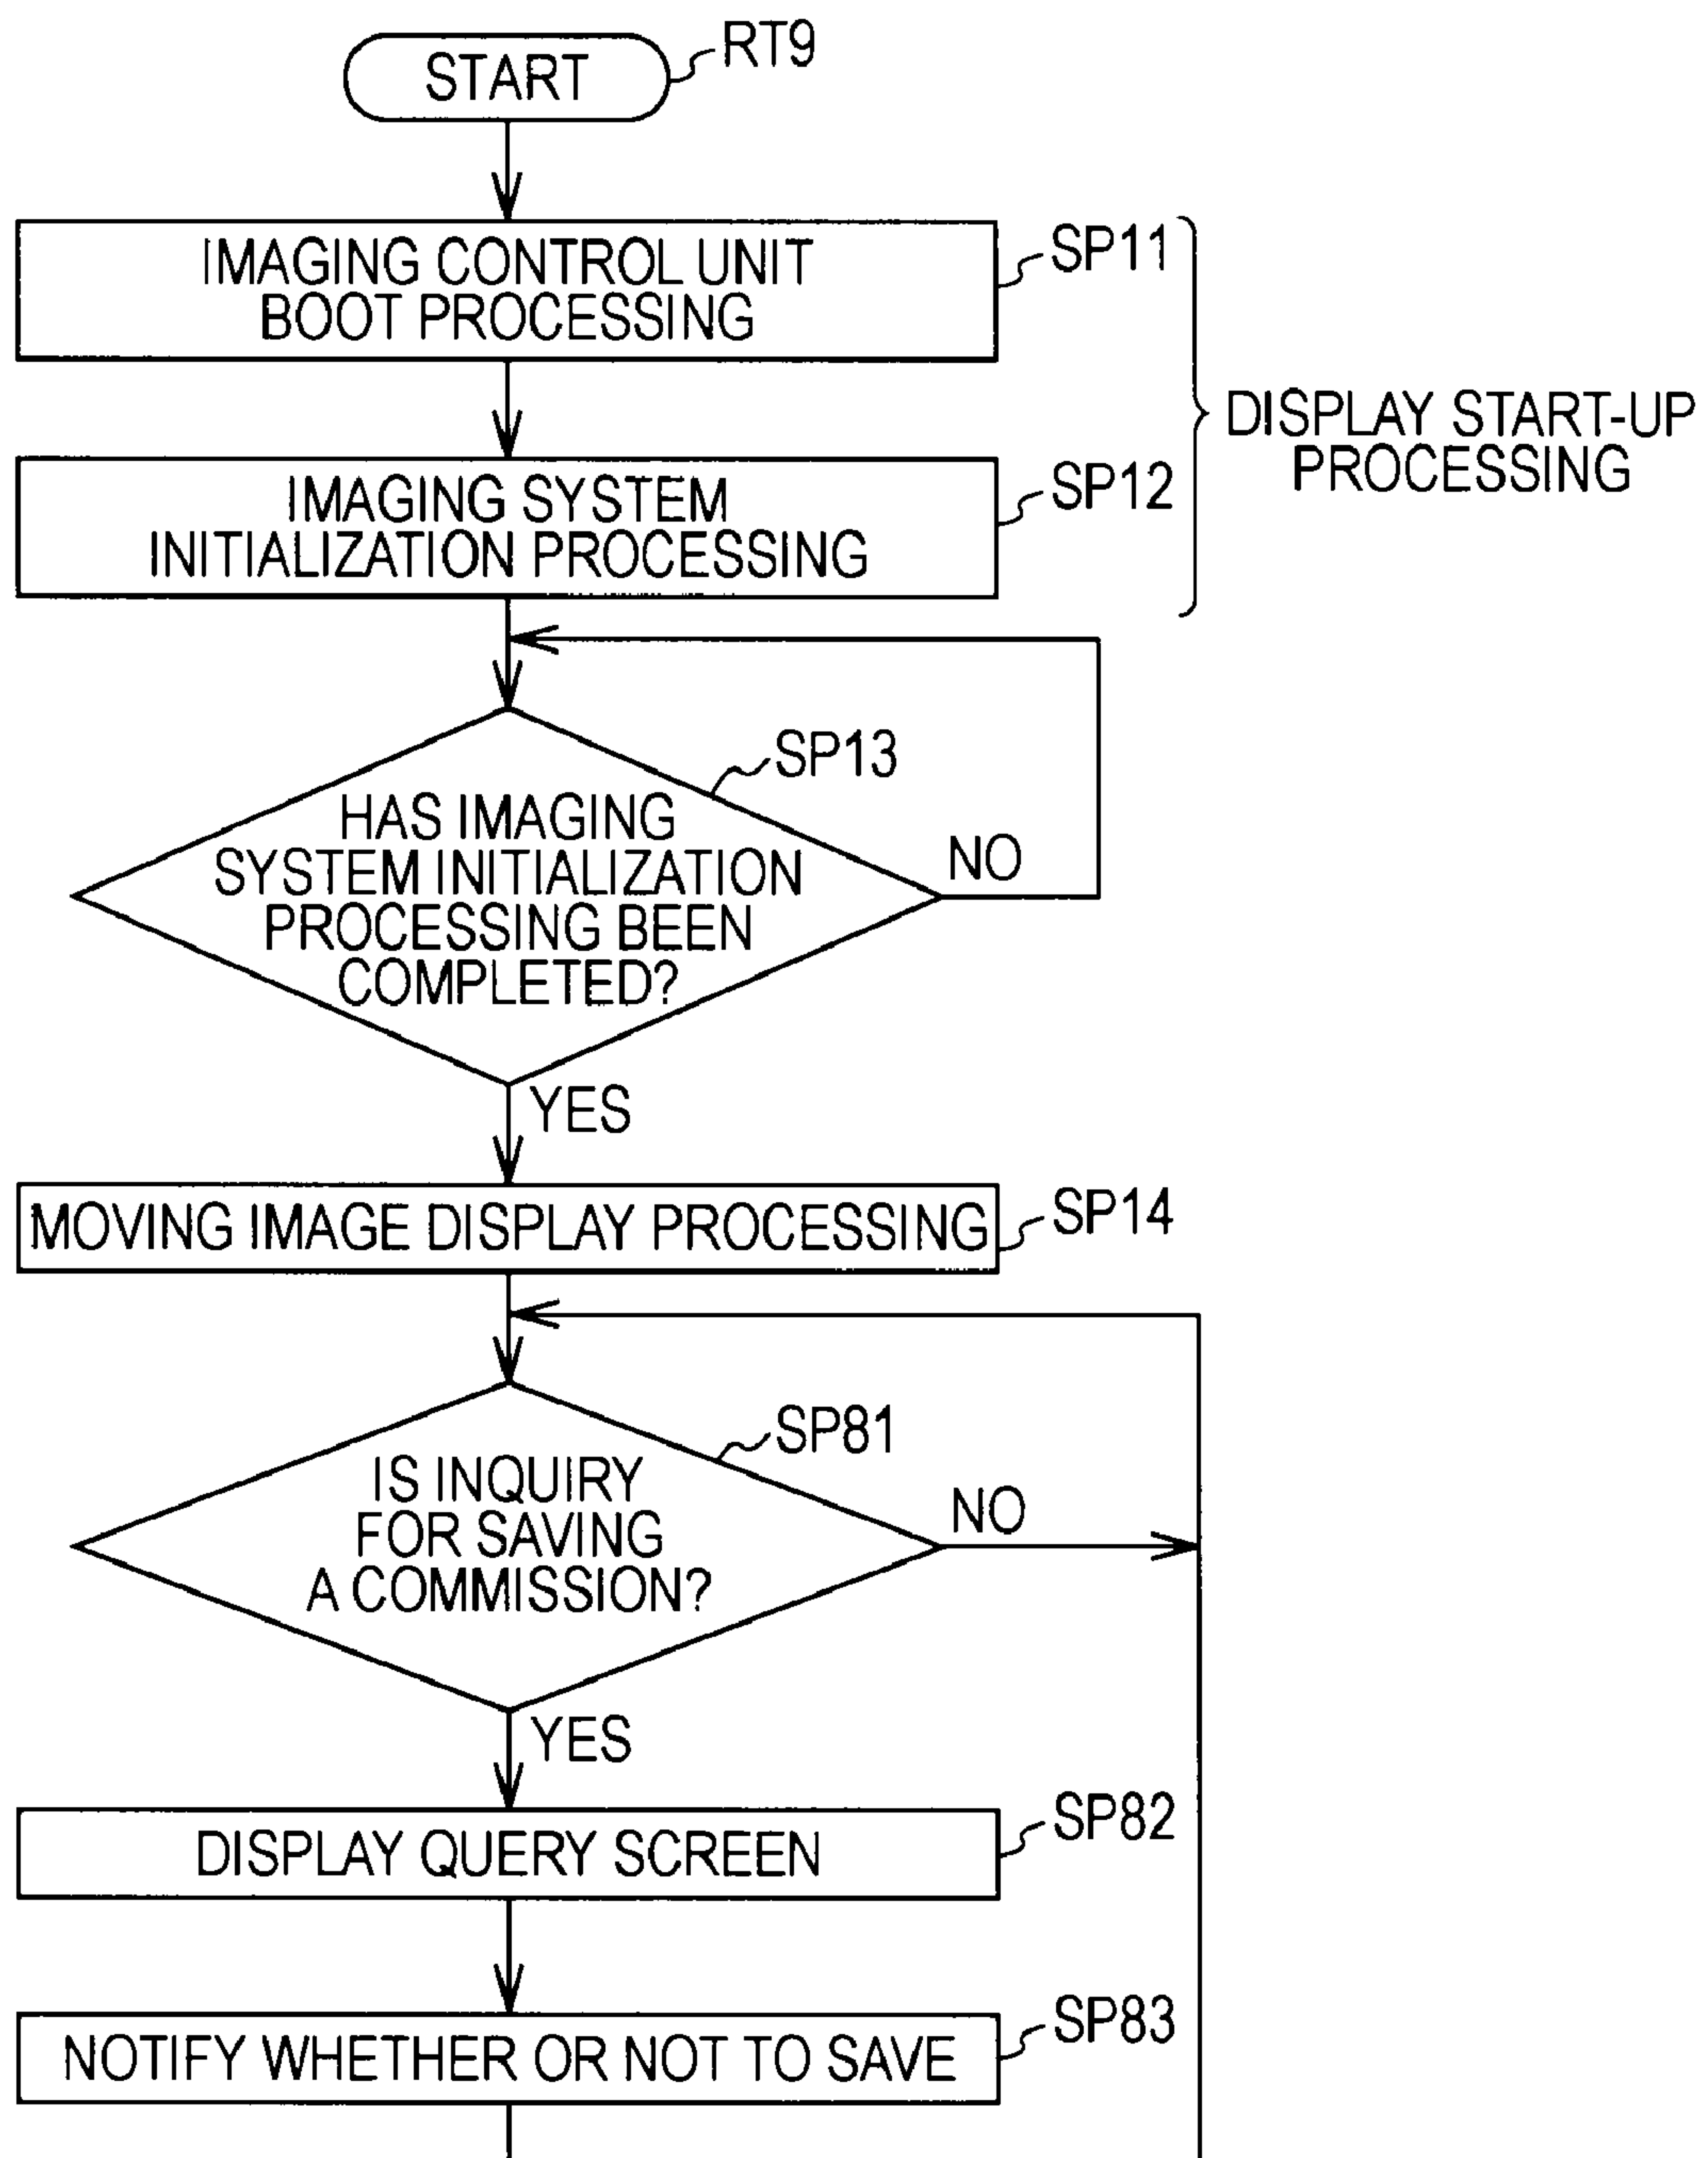 START
RT9
IMAGING CONTROL UNIT
BOOT PROCESSING
SP11
IMAGING SYSTEM
INITIALIZATION PROCESSING
SP12
DISPLAY START-UP
PROCESSING
SP13
HAS IMAGING
SYSTEM INITIALIZATION
PROCESSING BEEN
COMPLETED?
NO
YES
MOVING IMAGE DISPLAY PROCESSING
SP14
SP81
IS INQUIRY
FOR SAVING
A COMMISSION?
NO
YES
DISPLAY QUERY SCREEN
SP82
NOTIFY WHETHER OR NOT TO SAVE
SP83